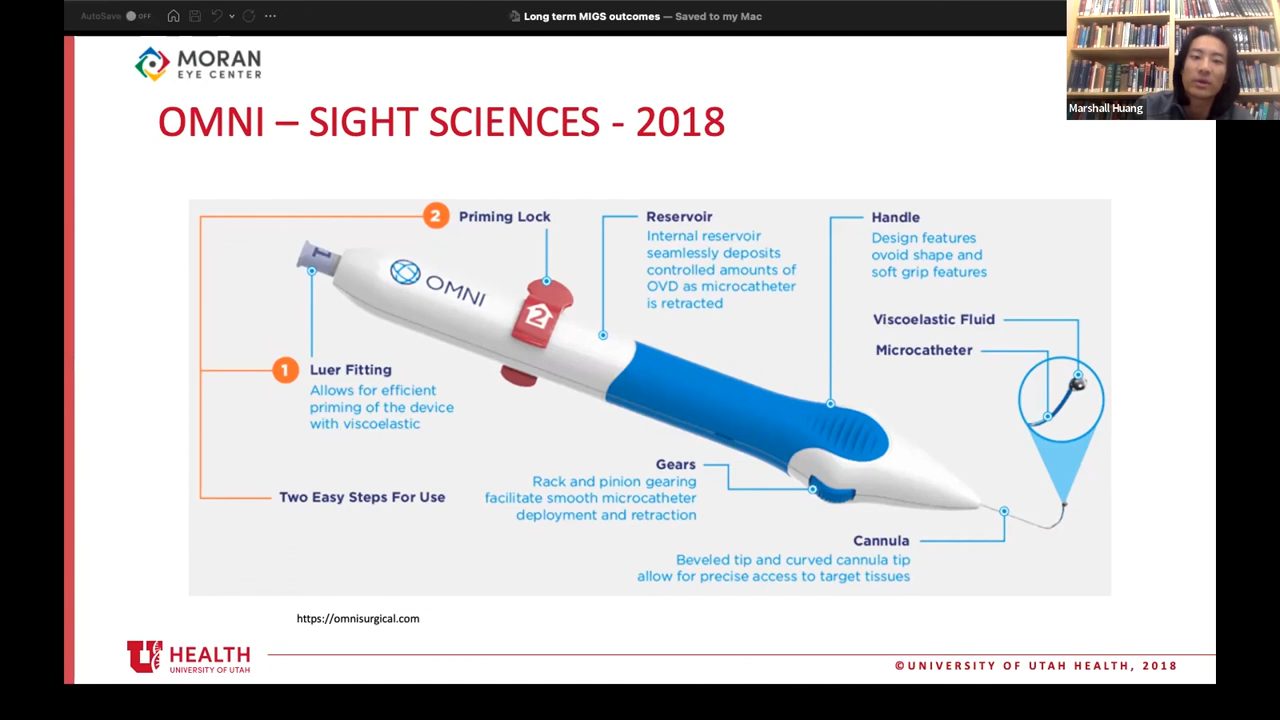 AutoSave OFF
Long term MIGS outcomes — Saved to my Mac
Marshall Huang
MORAN
EYE CENTER
OMNI – SIGHT SCIENCES - 2018
2 Priming Lock
Reservoir
Internal reservoir
seamlessly deposits
controlled amounts of
OVD as microcatheter
is retracted
Handle
Design features
ovoid shape and
soft grip features
1
OMNI
2
Viscoelastic Fluid
Microcatheter
1 Luer Fitting
Allows for efficient
priming of the device
with viscoelastic
Gears
Rack and pinion gearing
facilitate smooth microcatheter
deployment and retraction
Two Easy Steps For Use
Cannula
Beveled tip and curved cannula tip
allow for precise access to target tissues
https://omnisurgical.com
U HEALTH
UNIVERSITY OF UTAH
©UNIVERSITY OF UTAH HEALTH, 2018